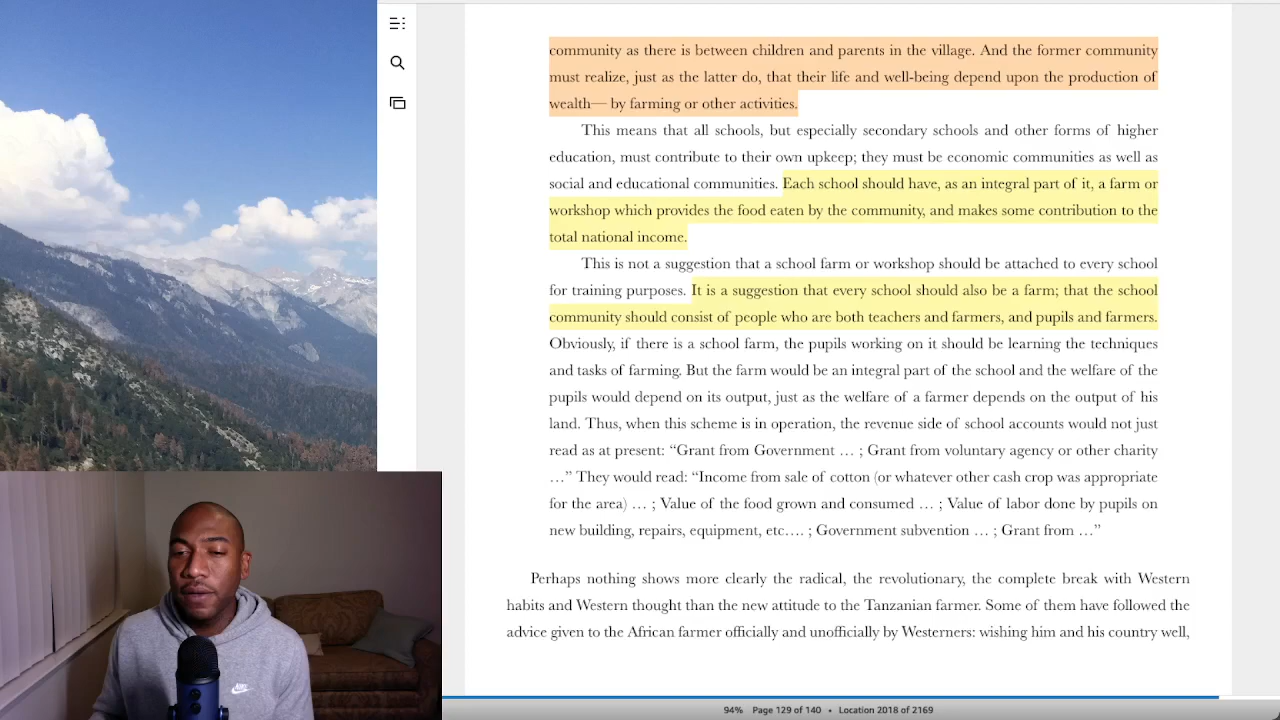 community as there is between children and parents in the village. And the former community
must realize, just as the latter do, that their life and well-being depend upon the production of
wealth— by farming or other activities.
This means that all schools, but especially secondary schools and other forms of higher
education, must contribute to their own upkeep; they must be economic communities as well as
social and educational communities. Each school should have, as an integral part of it, a farm or
workshop which provides the food eaten by the community, and makes some contribution to the
total national income.
This is not a suggestion that a school farm or workshop should be attached to every school
for training purposes. It is a suggestion that every school should also be a farm; that the school
community should consist of people who are both teachers and farmers, and pupils and farmers.
Obviously, if there is a school farm, the pupils working on it should be learning the techniques
and tasks of farming. But the farm would be an integral part of the school and the welfare of the
pupils would depend on its output, just as the welfare of a farmer depends on the output of his
land. Thus, when this scheme is in operation, the revenue side of school accounts would not just
read as at present: “Grant from Government … ; Grant from voluntary agency or other charity
…” They would read: “Income from sale of cotton (or whatever other cash crop was appropriate
for the area) … ; Value of the food grown and consumed … ; Value of labor done by pupils on
new building, repairs, equipment, etc…. ; Government subvention … ; Grant from …”
Perhaps nothing shows more clearly the radical, the revolutionary, the complete break with Western
habits and Western thought than the new attitude to the Tanzanian farmer. Some of them have followed the
advice given to the African farmer officially and unofficially by Westerners: wishing him and his country well,
94% Page 129 of 140 • Location 2018 of 2169